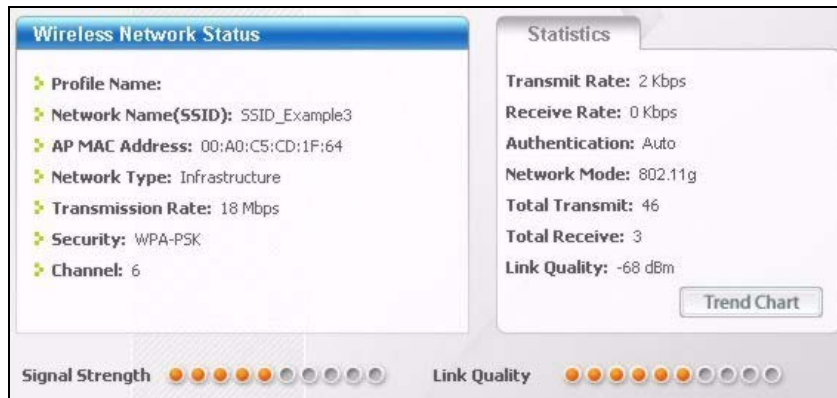 Wireless Network Status
Profile Name:
Network Name(SSID): SSID_Example3
AP MAC Address: 00:A0:C5:CD:1F:64
Network Type: Infrastructure
Transmission Rate: 18 Mbps
Security: WPA-PSK
Channel: 6
Statistics
Transmit Rate: 2 Kbps
Receive Rate: 0 Kbps
Authentication: Auto
Network Mode: 802.11g
Total Transmit: 46
Total Receive: 3
Link Quality: -68 dBm
Trend Chart
Signal Strength
Link Quality